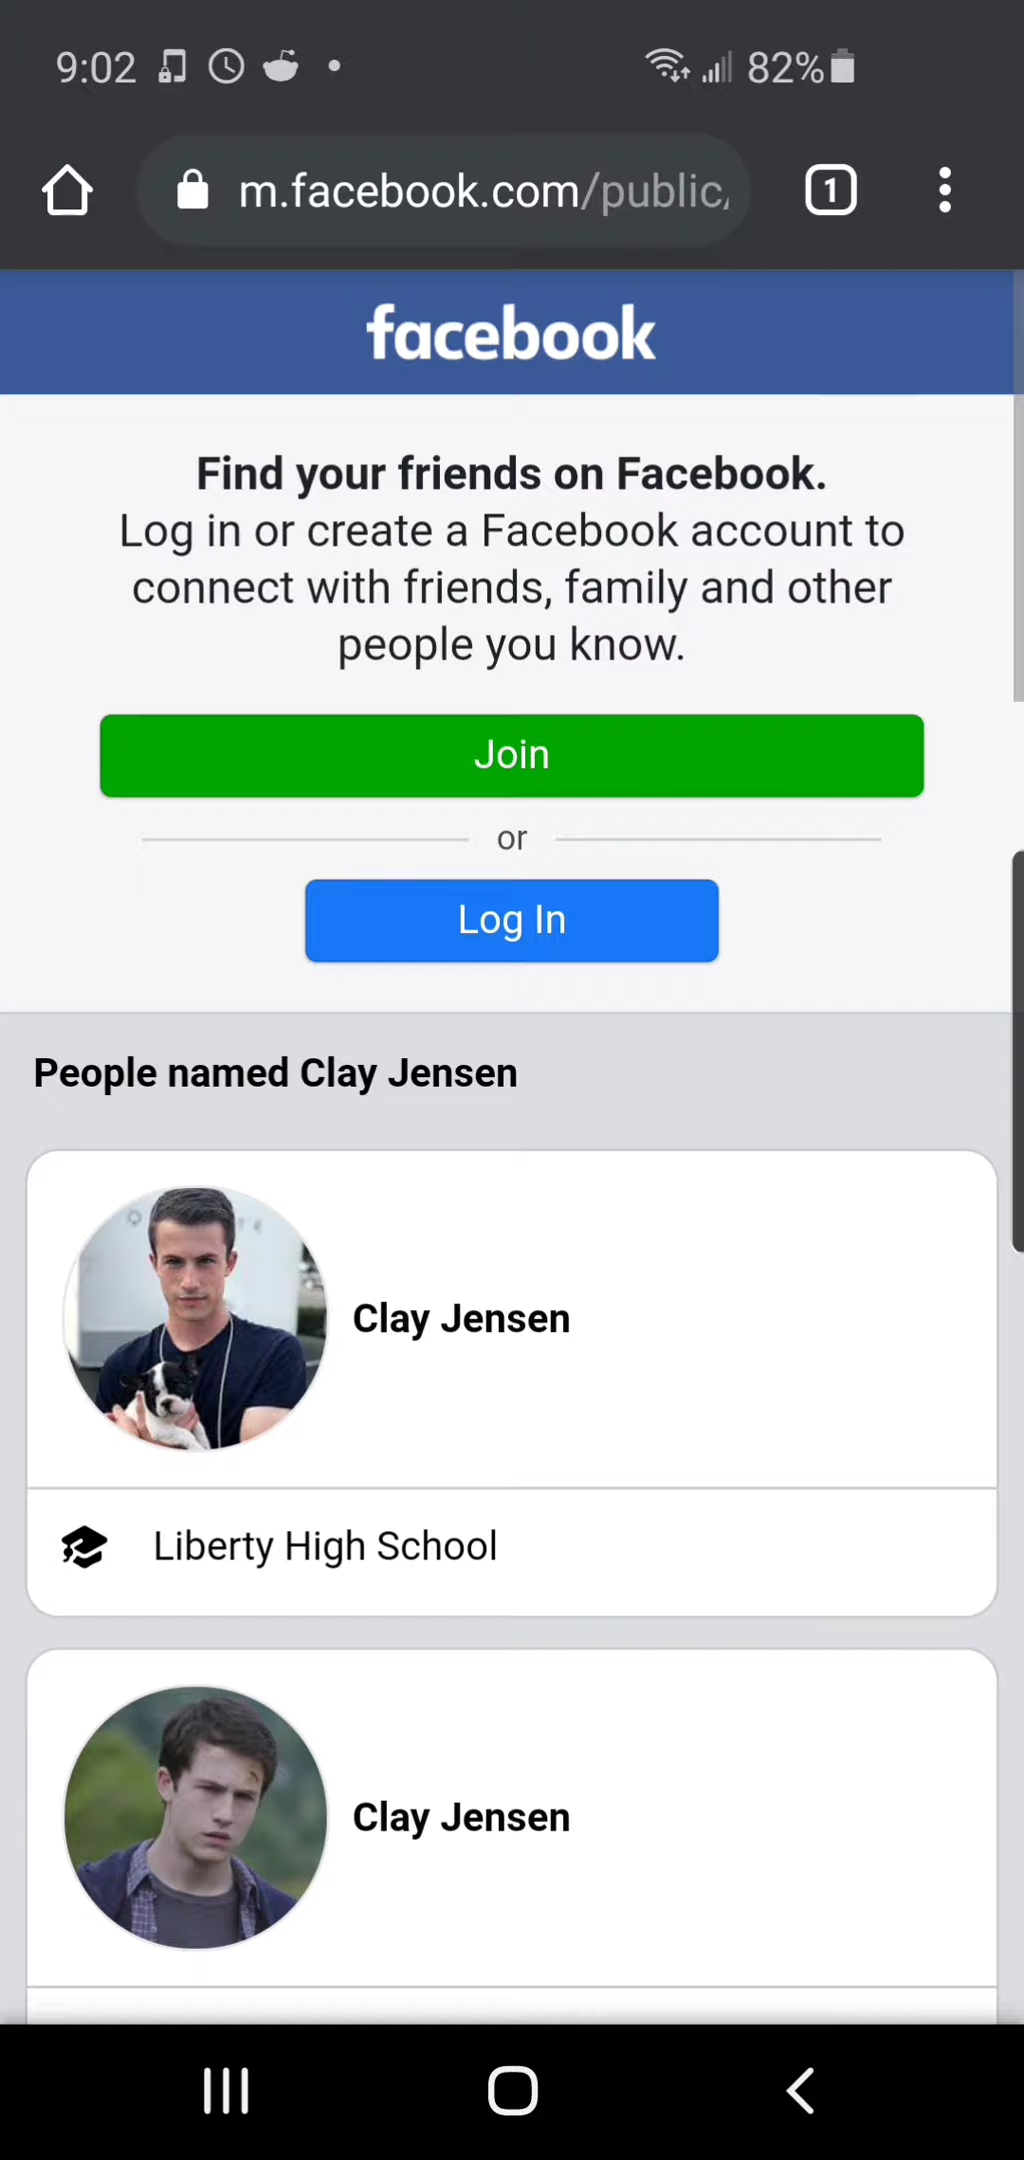 9:02
82%
m.facebook.com/public/
1
facebook
Find your friends on Facebook.
Log in or create a Facebook account to
connect with friends, family and other
people you know.
Join
or
Log In
People named Clay Jensen
Clay Jensen
Liberty High School
Clay Jensen